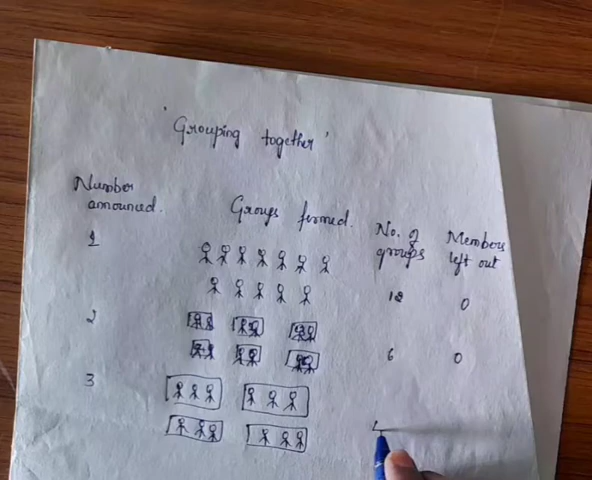 'Grouping together'
Number announced. Groups formed. No. of groups Members left out
1 12 0
2 6 0
3